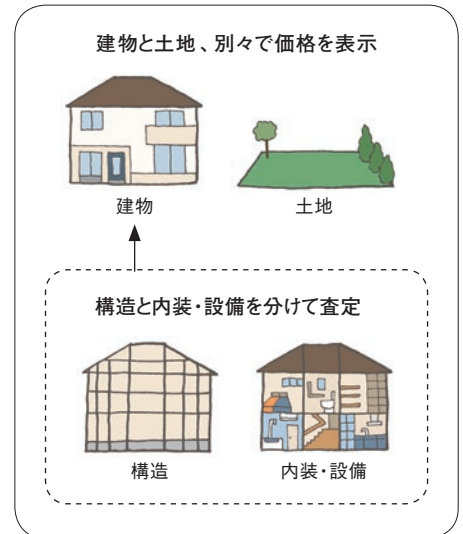 建物と土地、別々で価格を表示
建物
土地
構造と内装・設備を分けて査定
構造
内装・設備